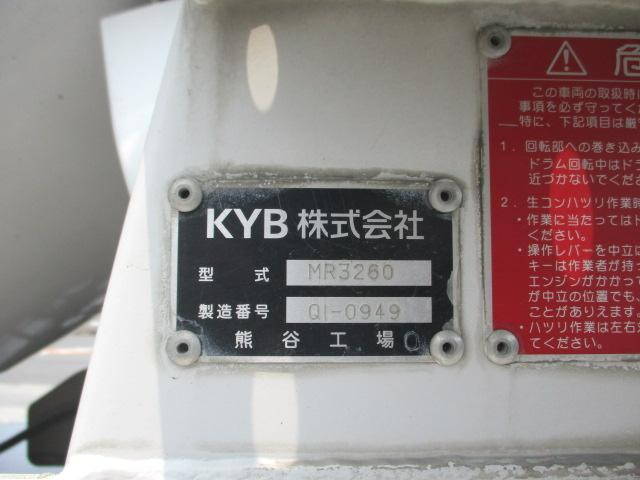 KYB 株式会社
型 式 MR3260
製造番号 QI-0949
熊谷工場
⚠ 危
この車両の取扱時に
事項を必ず守ってくだ
特に、下記項目は厳
1. 回転部への巻き込み
ドラム回転中はドラ
近づかないでくださ
2. 生コンハツリ作業時
・作業に当たってはド
ください。
・操作レバーを中立に
キーは作業者が持
エンジンがかかって
が中立の位置でも、
ことがあります。
・ハツリ作業は左右
てください。